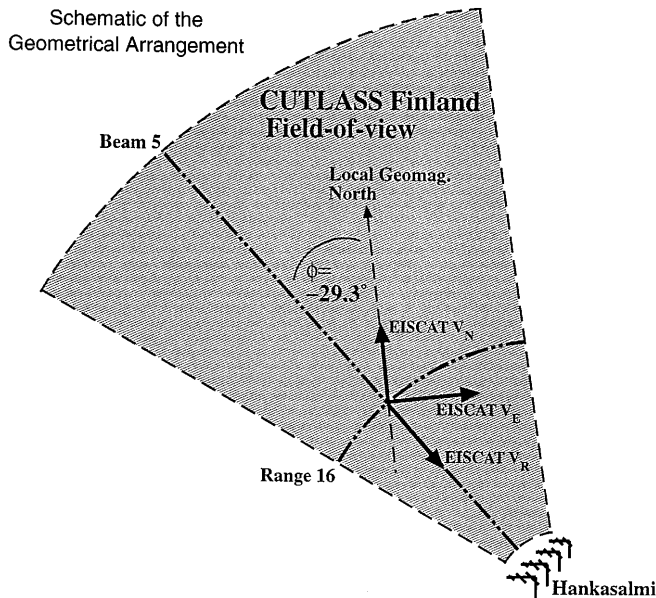 Schematic of the
Geometrical Arrangement
CUTLASS Finland
Field-of-view
Beam 5
Local Geomag.
North
ϕ=
−29.3°
EISCAT V_N
EISCAT V_E
EISCAT V_R
Range 16
Hankasalmi